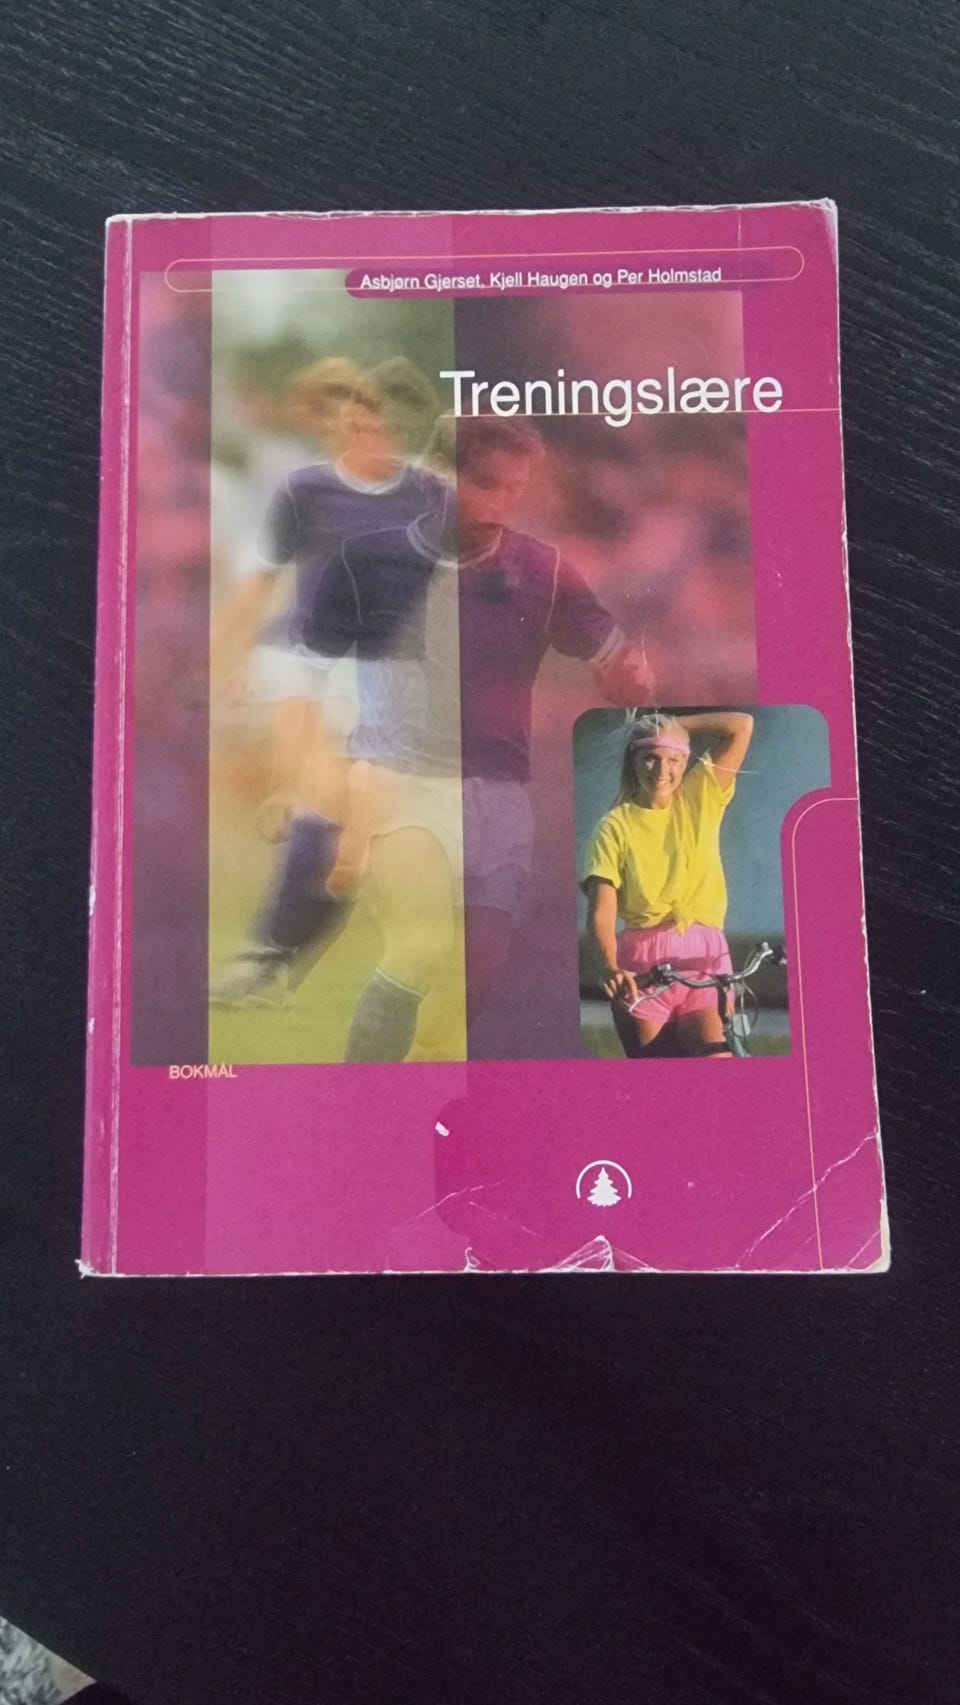 Asbjørn Gjerset, Kjell Haugen og Per Holmstad
Treningslære
BOKMÅL